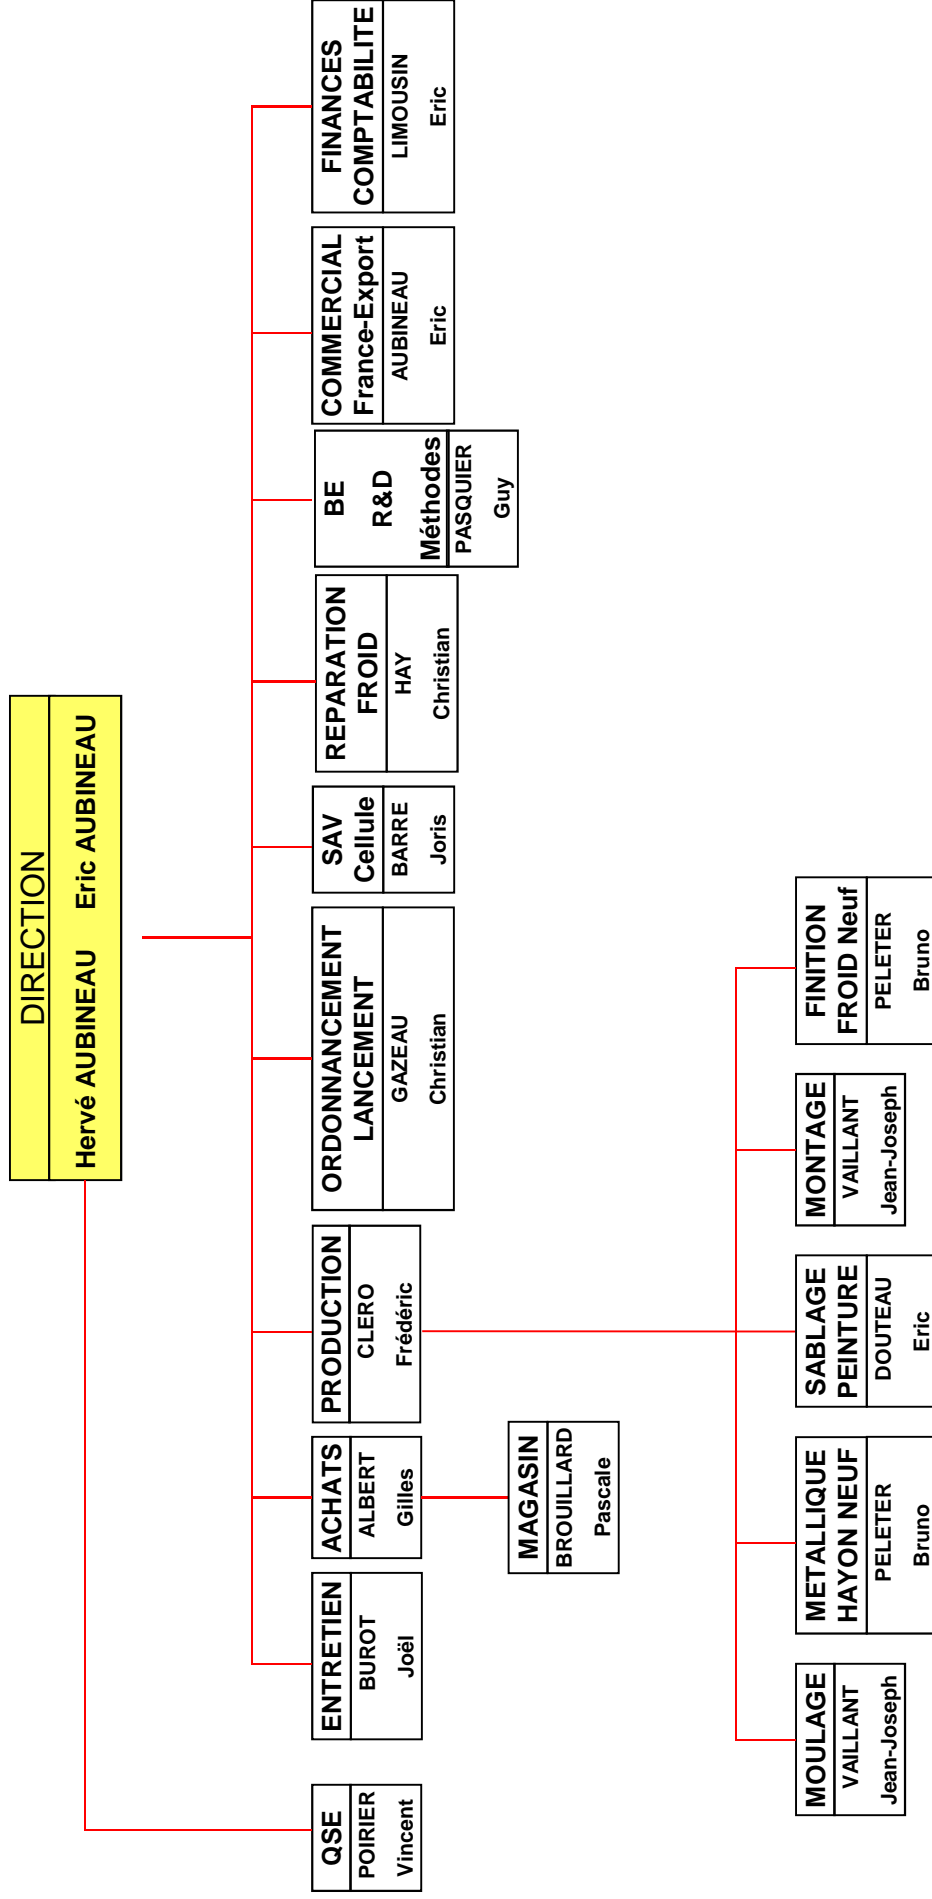 DIRECTION
Hervé AUBINEAU Eric AUBINEAU
QSE
POIRIER
Vincent
ENTRETIEN
BUROT
Joël
ACHATS
ALBERT
Gilles
PRODUCTION
CLERO
Frédéric
ORDONNANCEMENT
LANCEMENT
GAZEAU
Christian
SAV
Cellule
BARRE
Joris
REPARATION
FROID
HAY
Christian
BE
R&D
Méthodes
PASQUIER
Guy
COMMERCIAL
France-Export
AUBINEAU
Eric
FINANCES
COMPTABILITE
LIMOUSIN
Eric
MAGASIN
BROUILLARD
Pascale
MOULAGE
VAILLANT
Jean-Joseph
METALLIQUE
HAYON NEUF
PELETER
Bruno
SABLAGE
PEINTURE
DOUTEAU
Eric
MONTAGE
VAILLANT
Jean-Joseph
FINITION
FROID Neuf
PELETER
Bruno